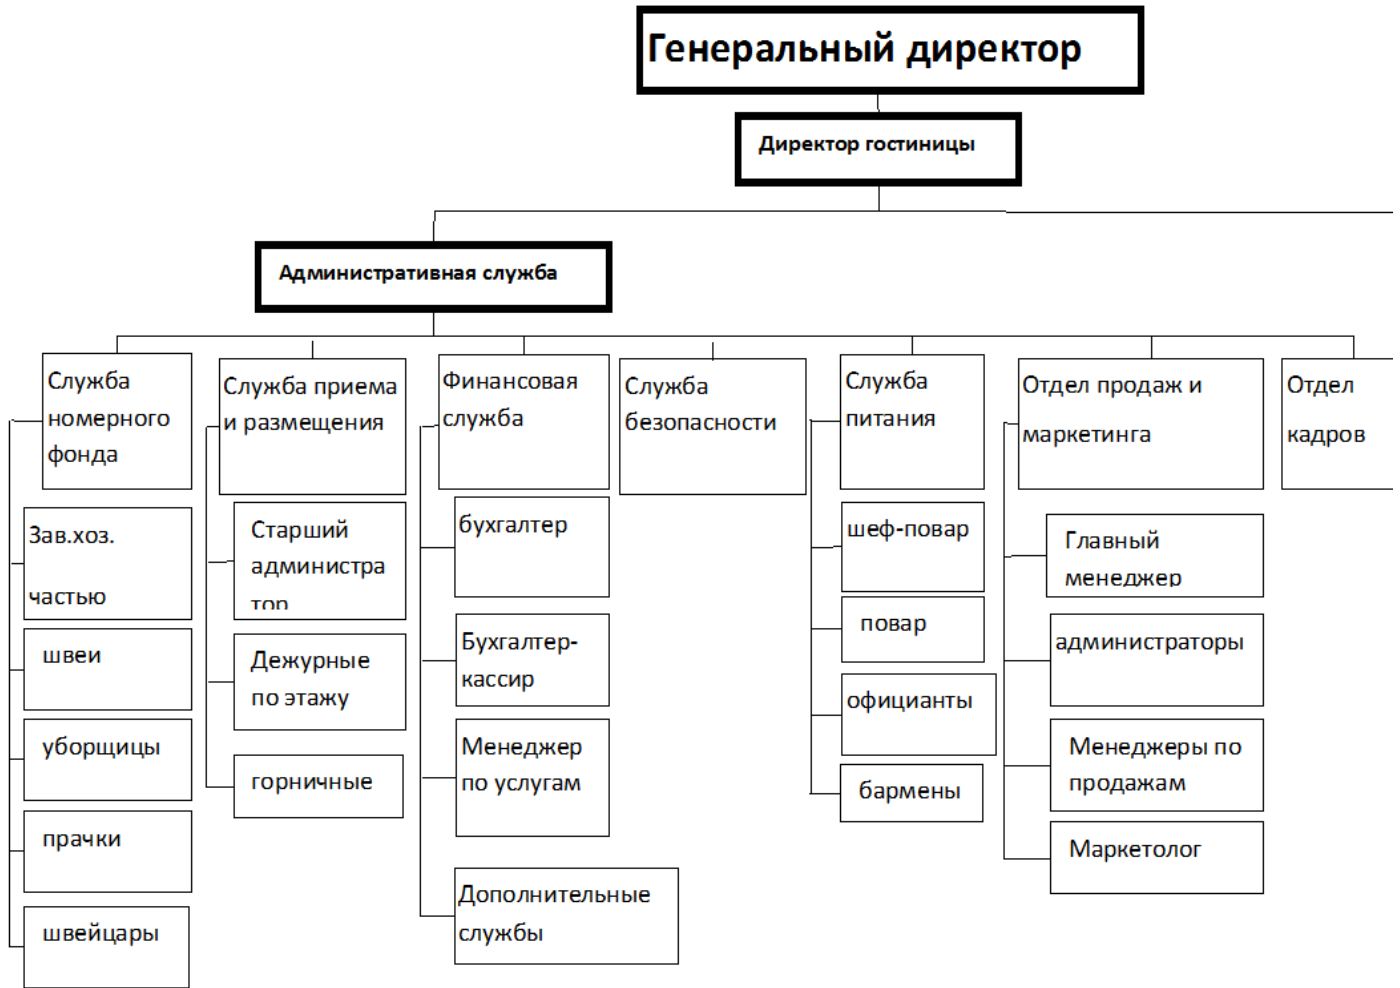 Генеральный директор
Директор гостиницы
Административная служба
Служба
номерного
фонда
Служба приема
и размещения
Финансовая
служба
Служба
безопасности
Служба
питания
Отдел продаж и
маркетинга
Отдел
кадров
Зав.хоз.
частью
швеи
уборщицы
прачки
швейцары
Старший
администра
тор
Дежурные
по этажу
горничные
бухгалтер
Бухгалтер-
кассир
Менеджер
по услугам
Дополнительные
службы
шеф-повар
повар
официанты
бармены
Главный
менеджер
администраторы
Менеджеры по
продажам
Маркетолог